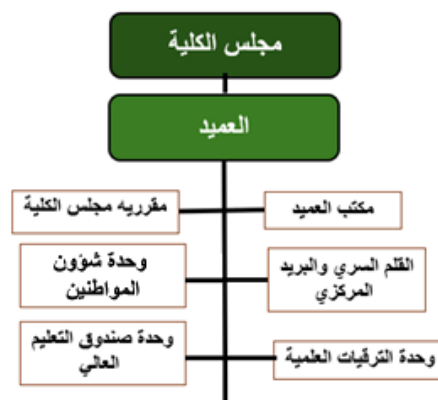 مجلس الكلية
العميد
مكتب العميد
مقرريه مجلس الكلية
القلم السري والبريد
المركزي
وحدة شؤون
المواطنين
وحدة الترقيات العلمية
وحدة صندوق التعليم
العالي